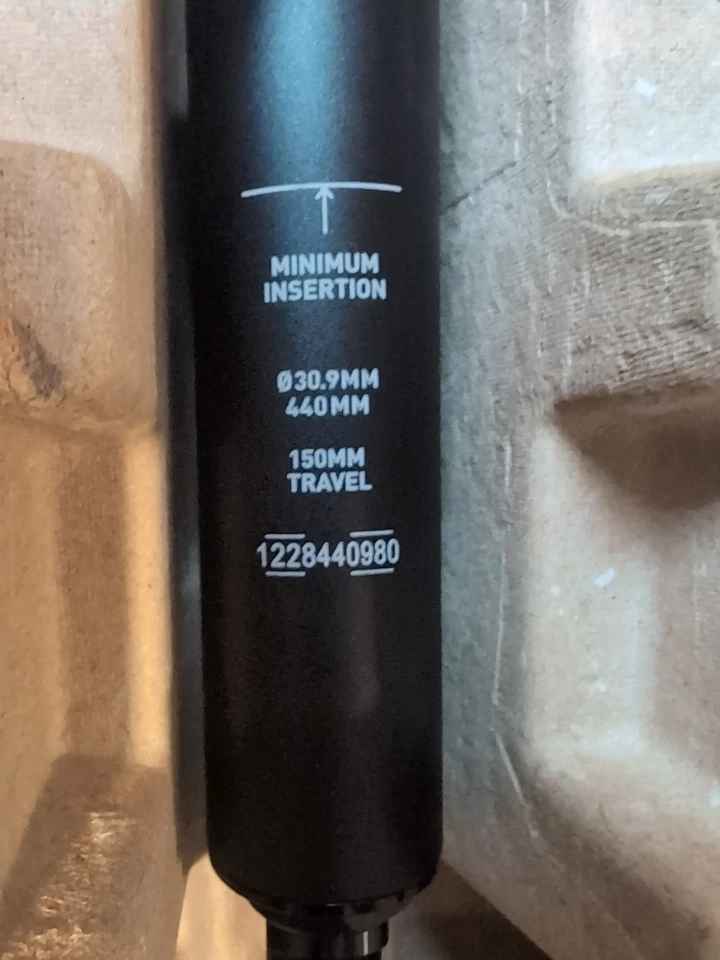 MINIMUM
INSERTION
Ø30.9MM
440MM
150MM
TRAVEL
1228440980